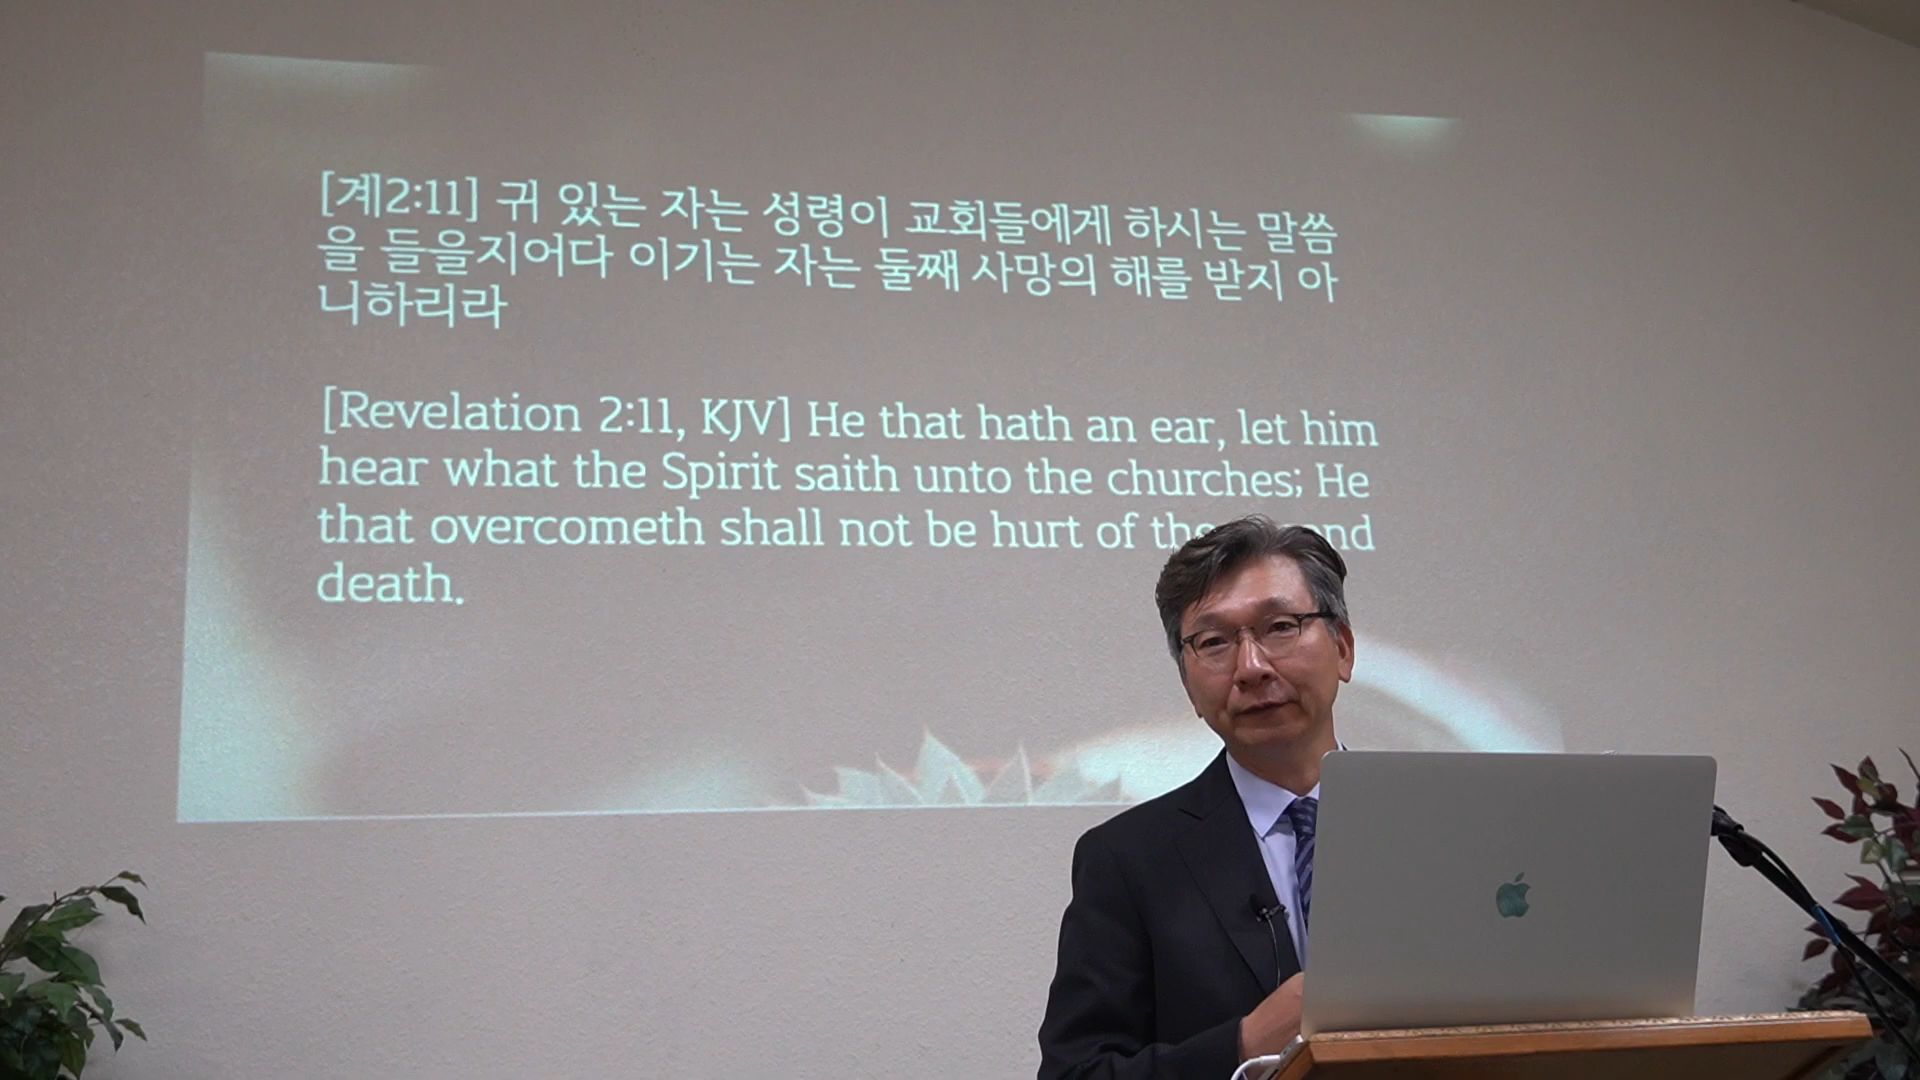 [계2:11] 귀 있는 자는 성령이 교회들에게 하시는 말씀
을 들을지어다 이기는 자는 둘째 사망의 해를 받지 아
니하리라
[Revelation 2:11, KJV] He that hath an ear, let him
hear what the Spirit saith unto the churches; He
that overcometh shall not be hurt of
death.